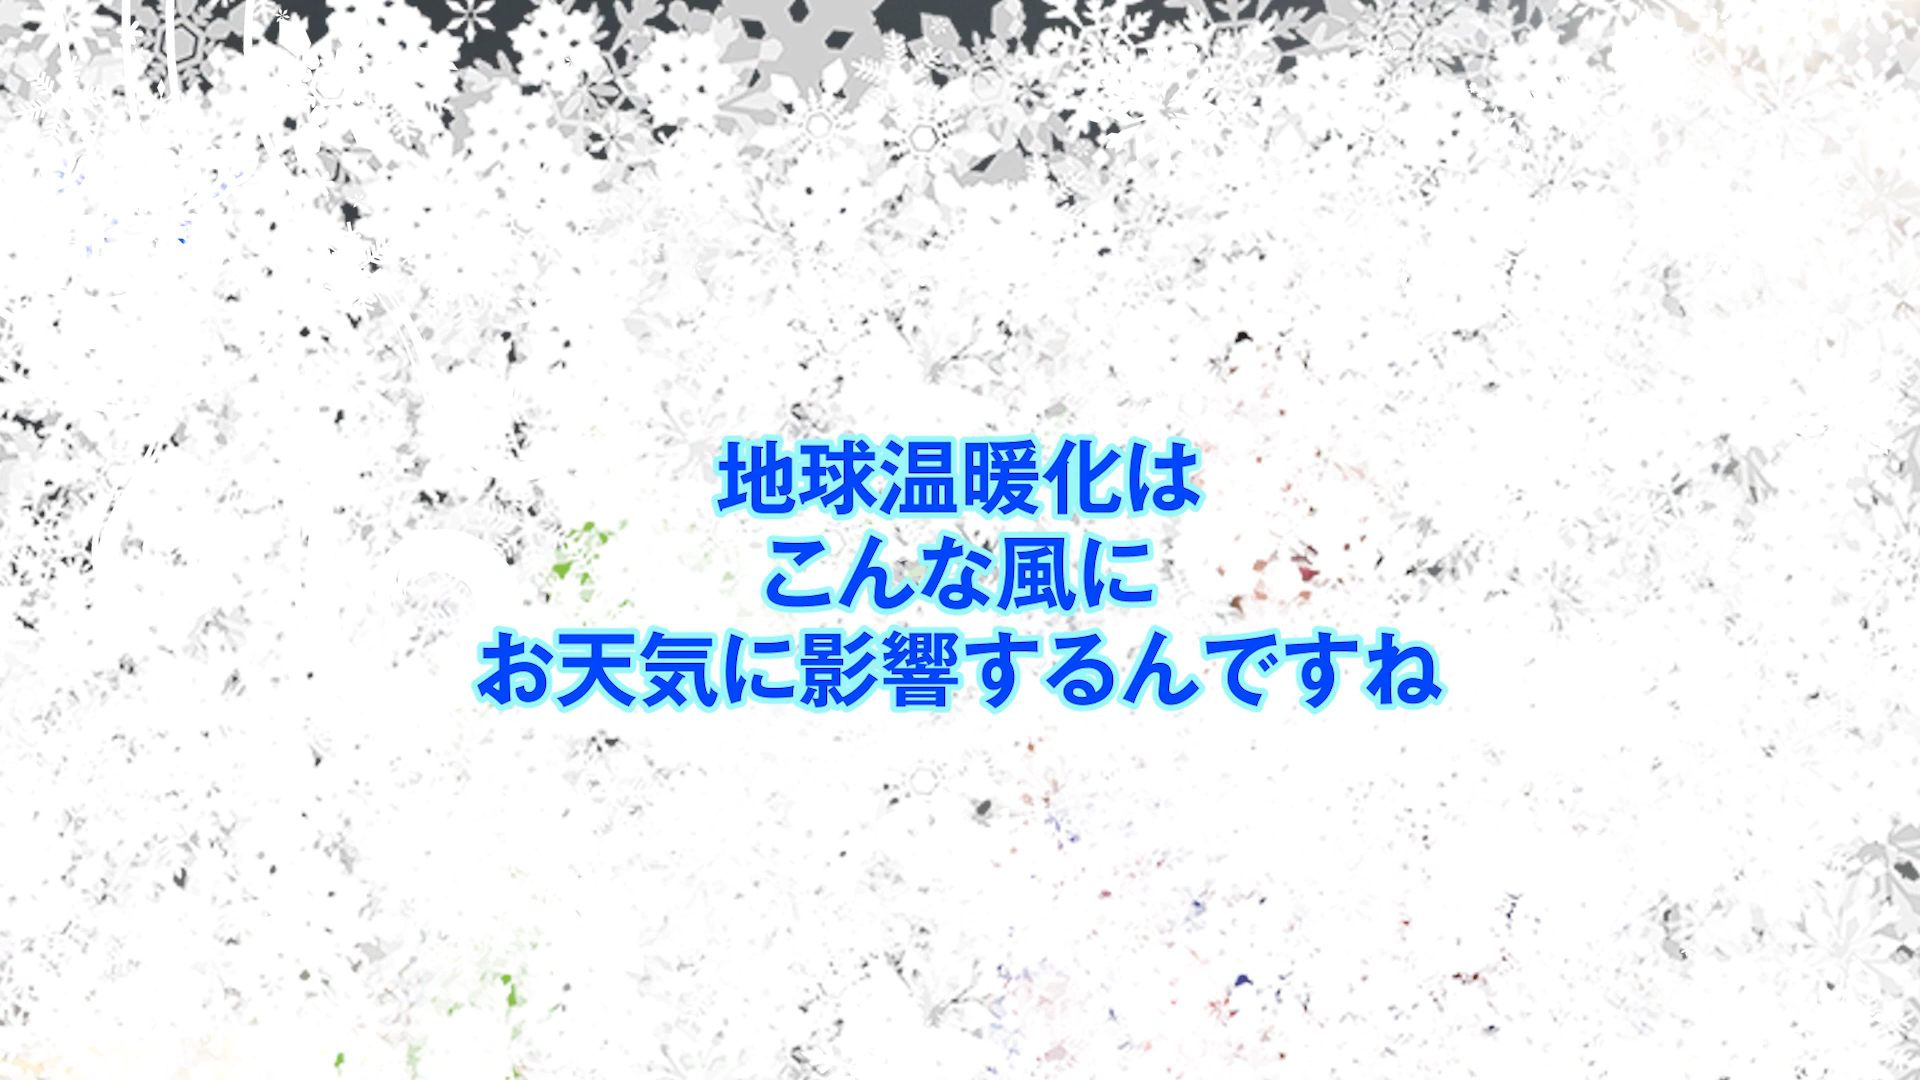 地球温暖化は
こんな風に
お天気に影響するんですね